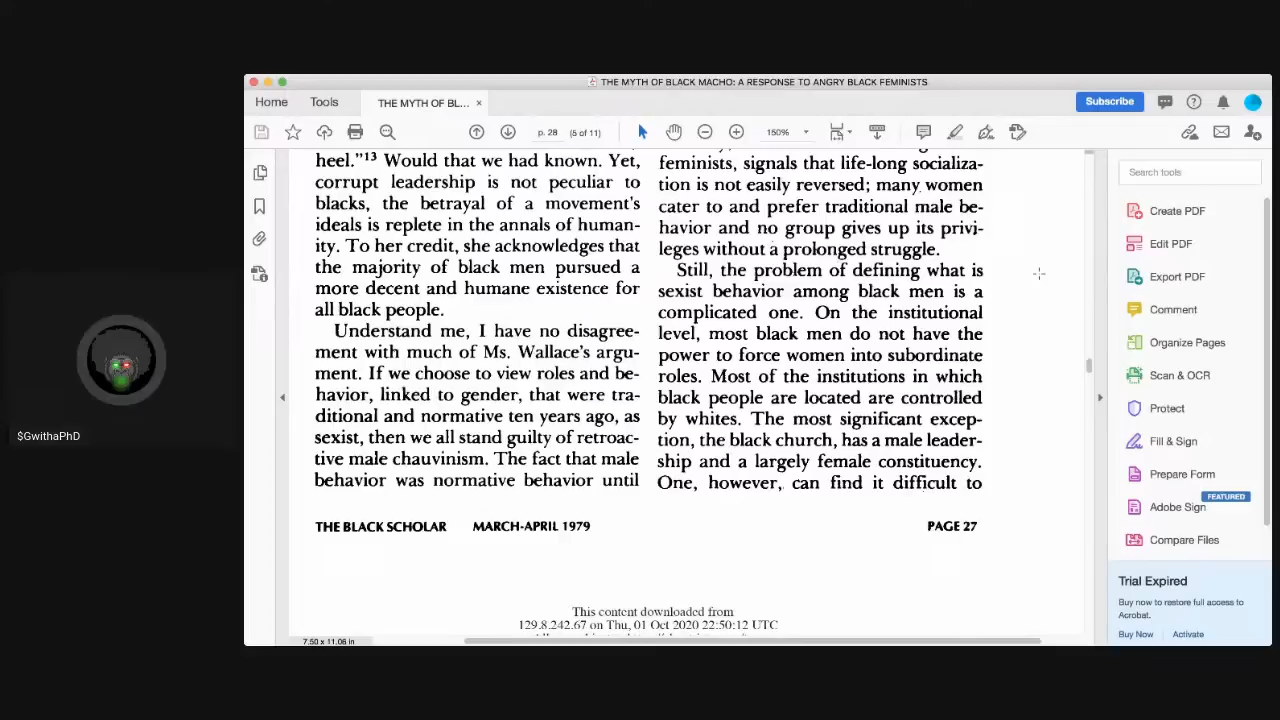 THE MYTH OF BLACK MACHO: A RESPONSE TO ANGRY BLACK FEMINISTS
Home Tools THE MYTH OF BL... × Subscribe
p. 28 (5 of 11) 150%
heel."13 Would that we had known. Yet,
corrupt leadership is not peculiar to
blacks, the betrayal of a movement's
ideals is replete in the annals of human-
ity. To her credit, she acknowledges that
the majority of black men pursued a
more decent and humane existence for
all black people.
Understand me, I have no disagree-
ment with much of Ms. Wallace's argu-
ment. If we choose to view roles and be-
havior, linked to gender, that were tra-
ditional and normative ten years ago, as
sexist, then we all stand guilty of retroac-
tive male chauvinism. The fact that male
behavior was normative behavior until
feminists, signals that life-long socializa-
tion is not easily reversed; many women
cater to and prefer traditional male be-
havior and no group gives up its privi-
leges without a prolonged struggle.
Still, the problem of defining what is
sexist behavior among black men is a
complicated one. On the institutional
level, most black men do not have the
power to force women into subordinate
roles. Most of the institutions in which
black people are located are controlled
by whites. The most significant excep-
tion, the black church, has a male leader-
ship and a largely female constituency.
One, however, can find it difficult to
THE BLACK SCHOLAR MARCH-APRIL 1979 PAGE 27
This content downloaded from
129.8.242.67 on Thu, 01 Oct 2020 22:50:12 UTC
7.50 x 11.06 in
Search tools
Create PDF
Edit PDF
Export PDF
Comment
Organize Pages
Scan & OCR
Protect
Fill & Sign
Prepare Form
FEATURED
Adobe Sign
Compare Files
Trial Expired
Buy now to restore full access to
Acrobat.
Buy Now Activate
$GwithaPhD